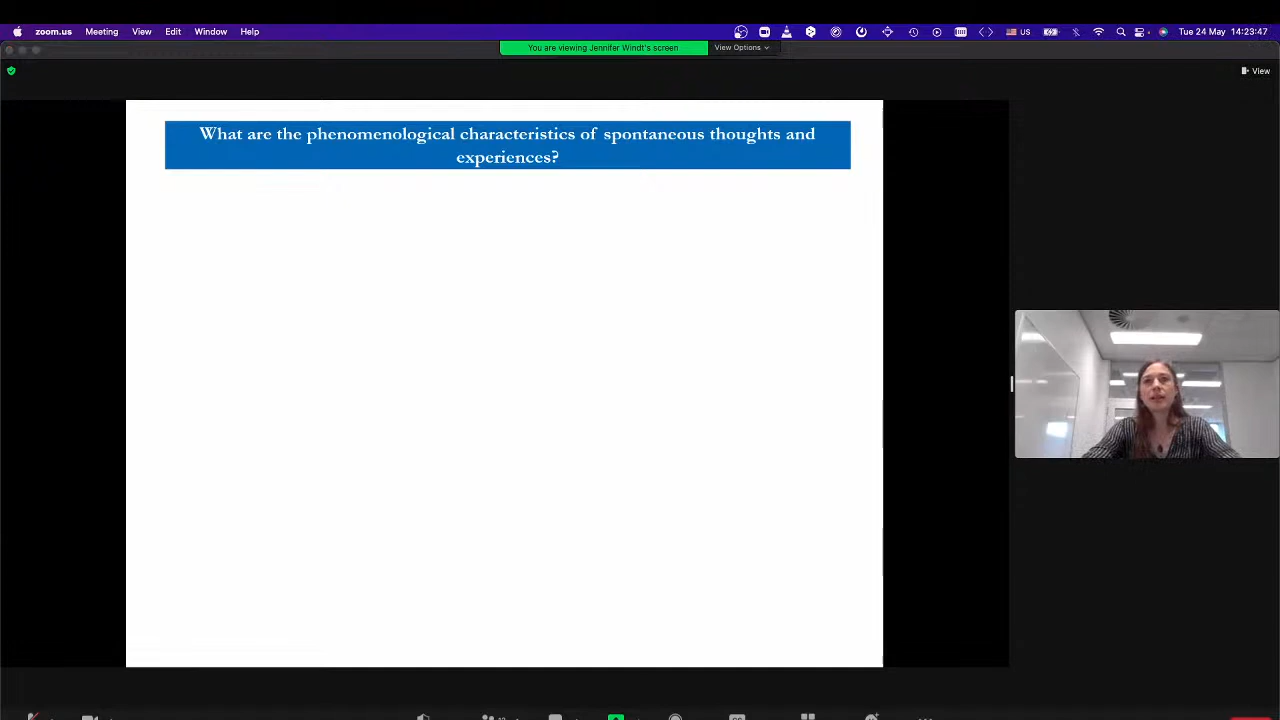 zoom.us Meeting View Edit Window Help US Tue 24 May 14:23:47
You are viewing Jennifer Windt's screen View Options
View
What are the phenomenological characteristics of spontaneous thoughts and
experiences?